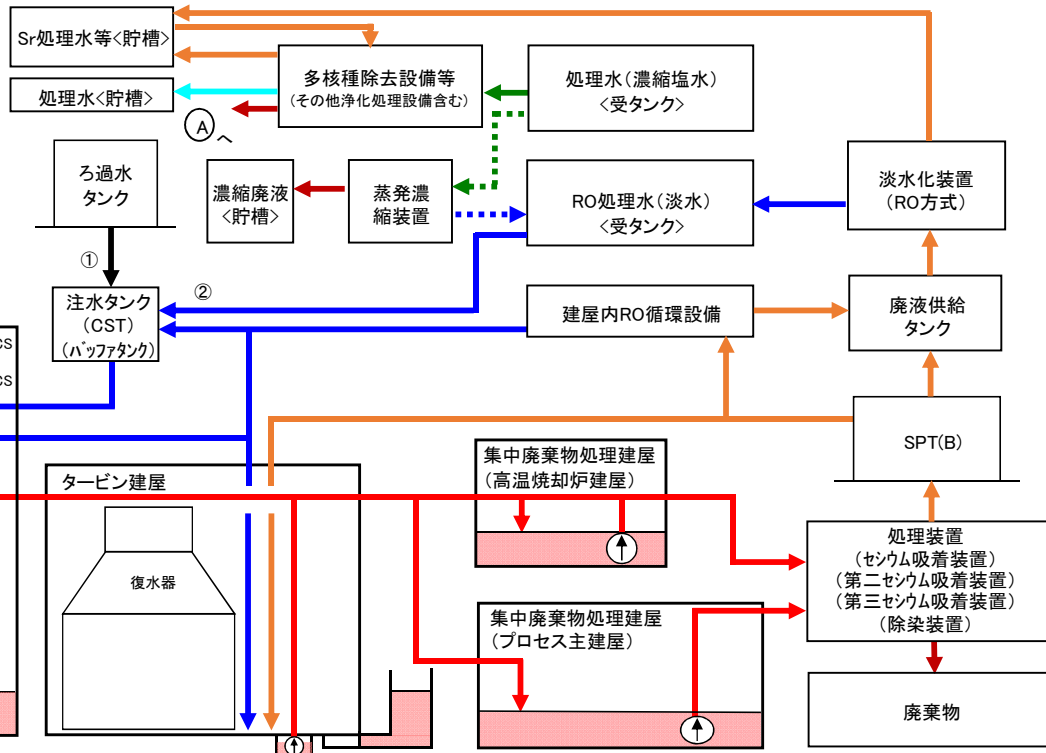 Sr処理水等<貯槽>
処理水<貯槽>
多核種除去設備等
(その他浄化処理設備含む)
処理水(濃縮塩水)
<受タンク>
A
へ
ろ過水
タンク
濃縮廃液
<貯槽>
蒸発濃
縮装置
RO処理水(淡水)
<受タンク>
淡水化装置
(RO方式)
①
②
注水タンク
(CST)
(バッファタンク)
建屋内RO循環設備
廃液供給
タンク
CS
CS
SPT(B)
タービン建屋
復水器
集中廃棄物処理建屋
(高温焼却炉建屋)
処理装置
(セシウム吸着装置)
(第二セシウム吸着装置)
(第三セシウム吸着装置)
(除染装置)
集中廃棄物処理建屋
(プロセス主建屋)
廃棄物